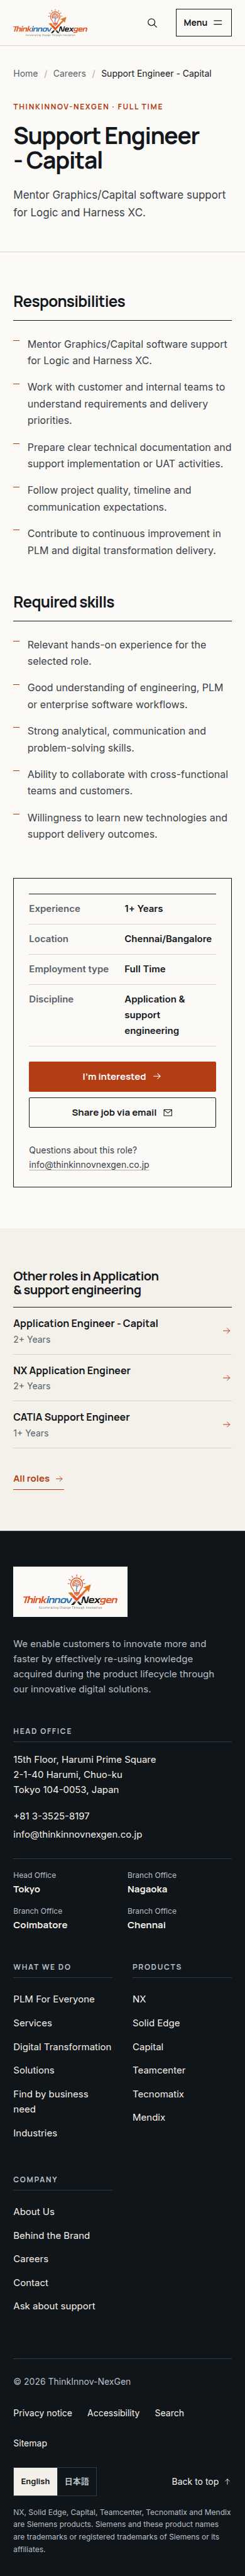 ThinkinnovXNexgen
Accelerating Change Through Innovation
Menu
Home / Careers / Support Engineer - Capital
THINKINNOV-NEXGEN · FULL TIME
Support Engineer
- Capital
Mentor Graphics/Capital software support
for Logic and Harness XC.
Responsibilities
— Mentor Graphics/Capital software support
for Logic and Harness XC.
— Work with customer and internal teams to
understand requirements and delivery
priorities.
— Prepare clear technical documentation and
support implementation or UAT activities.
— Follow project quality, timeline and
communication expectations.
— Contribute to continuous improvement in
PLM and digital transformation delivery.
Required skills
— Relevant hands-on experience for the
selected role.
— Good understanding of engineering, PLM
or enterprise software workflows.
— Strong analytical, communication and
problem-solving skills.
— Ability to collaborate with cross-functional
teams and customers.
— Willingness to learn new technologies and
support delivery outcomes.
Experience 1+ Years
Location Chennai/Bangalore
Employment type Full Time
Discipline Application &
support
engineering
I'm interested →
Share job via email
Questions about this role?
info@thinkinnovnexgen.co.jp
Other roles in Application
& support engineering
Application Engineer - Capital →
2+ Years
NX Application Engineer →
2+ Years
CATIA Support Engineer →
1+ Years
All roles →
ThinkinnovXNexgen
Accelerating Change Through Innovation
We enable customers to innovate more and
faster by effectively re-using knowledge
acquired during the product lifecycle through
our innovative digital solutions.
HEAD OFFICE
15th Floor, Harumi Prime Square
2-1-40 Harumi, Chuo-ku
Tokyo 104-0053, Japan
+81 3-3525-8197
info@thinkinnovnexgen.co.jp
Head Office
Tokyo
Branch Office
Nagaoka
Branch Office
Coimbatore
Branch Office
Chennai
WHAT WE DO
PLM For Everyone
Services
Digital Transformation
Solutions
Find by business
need
Industries
PRODUCTS
NX
Solid Edge
Capital
Teamcenter
Tecnomatix
Mendix
COMPANY
About Us
Behind the Brand
Careers
Contact
Ask about support
© 2026 ThinkInnov-NexGen
Privacy notice Accessibility Search
Sitemap
English 日本語 Back to top ↑
NX, Solid Edge, Capital, Teamcenter, Tecnomatix and Mendix
are Siemens products. Siemens and these product names
are trademarks or registered trademarks of Siemens or its
affiliates.